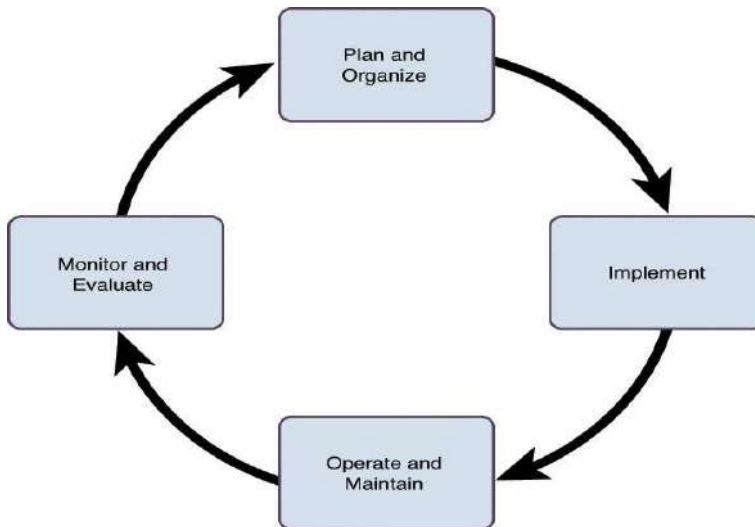 Plan and
Organize
Implement
Operate and
Maintain
Monitor and
Evaluate